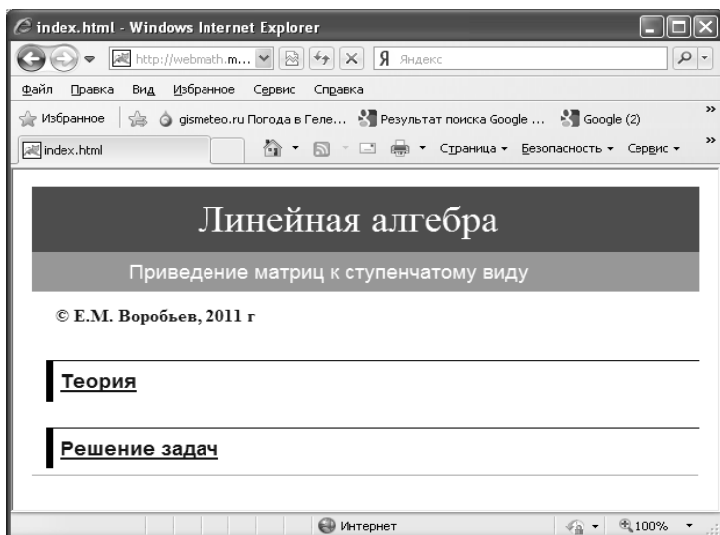 index.html - Windows Internet Explorer
http://webmath.m... Яндекс
Файл Правка Вид Избранное Сервис Справка
Избранное gismeteo.ru Погода в Геле... Результат поиска Google ... Google (2) »
index.html Страница Безопасность Сервис »
Линейная алгебра
Приведение матриц к ступенчатому виду
© Е.М. Воробьев, 2011 г
Теория
Решение задач
Интернет 100%